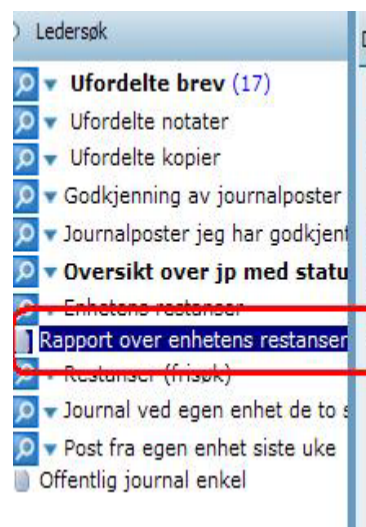 Ledersøk
Ufordelte brev (17)
Ufordelte notater
Ufordelte kopier
Godkjenning av journalposter
Journalposter jeg har godkjent
Oversikt over jp med statu
Enhetens restanser
Rapport over enhetens restanser
Restanser (frisøk)
Journal ved egen enhet de to s
Post fra egen enhet siste uke
Offentlig journal enkel